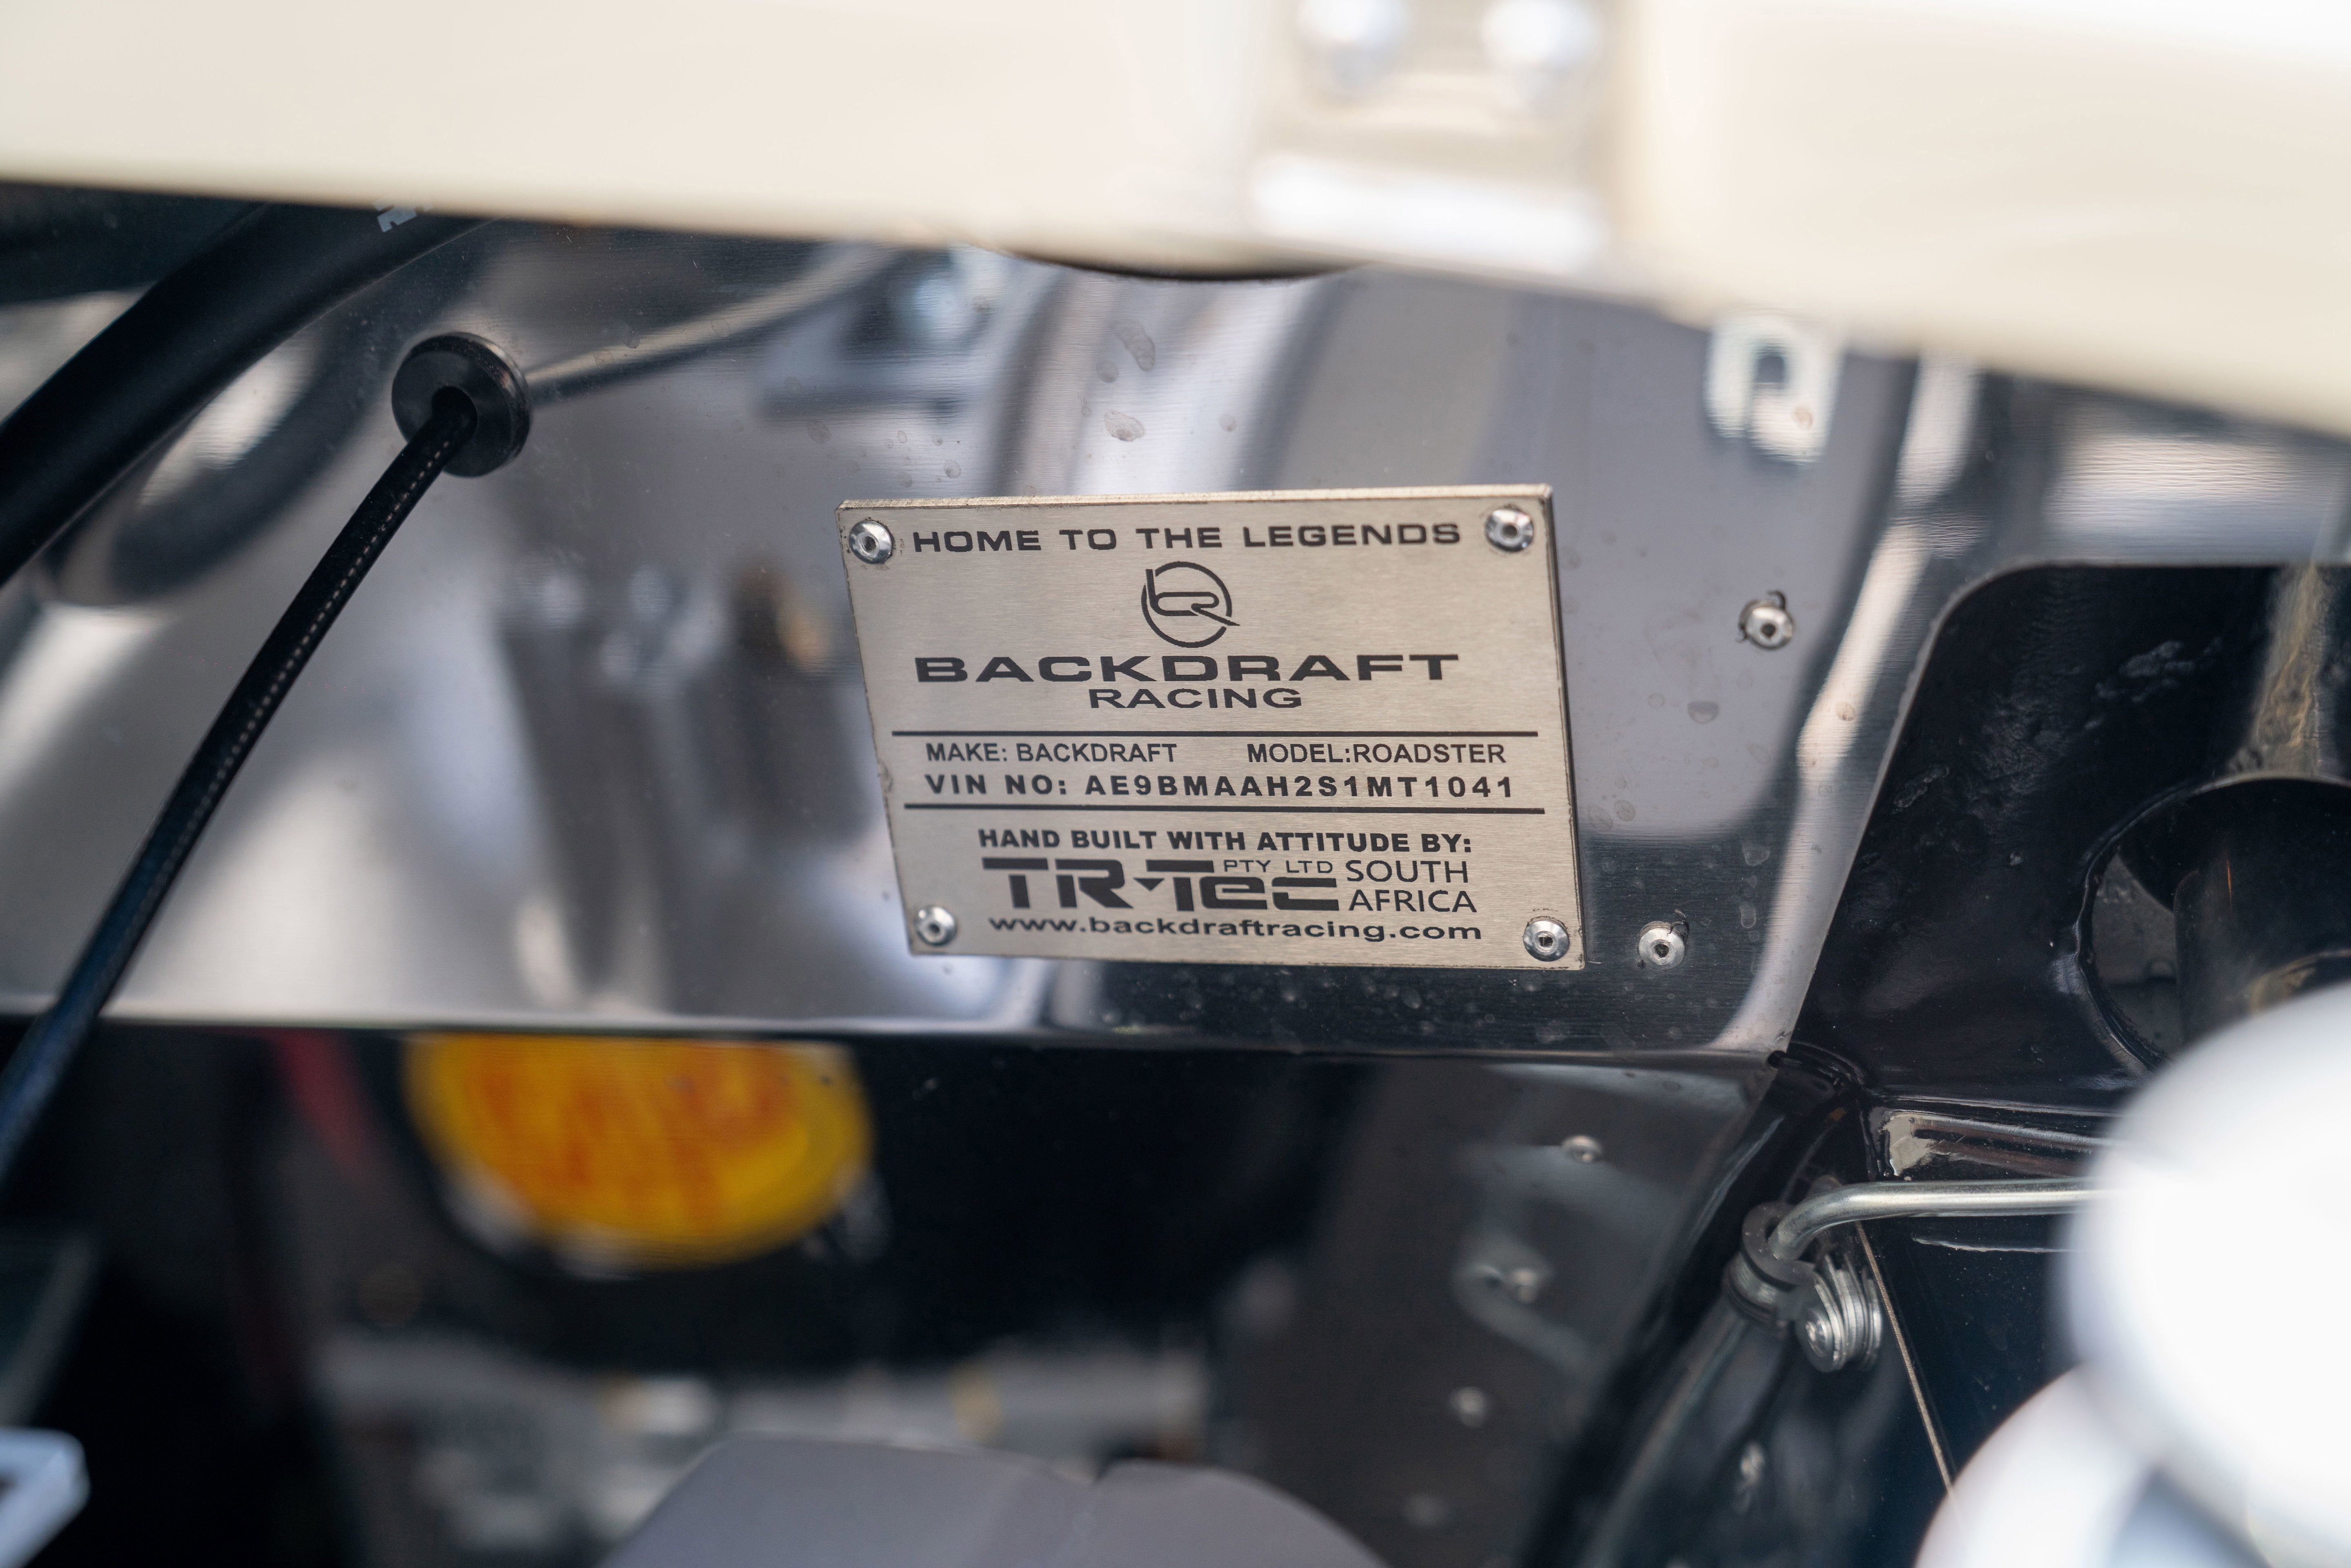 HOME TO THE LEGENDS
BACKDRAFT
RACING
MAKE: BACKDRAFT MODEL:ROADSTER
VIN NO: AE9BMAAH2S1MT1041
HAND BUILT WITH ATTITUDE BY:
TR-Tec PTY LTD SOUTH AFRICA
www.backdraftracing.com